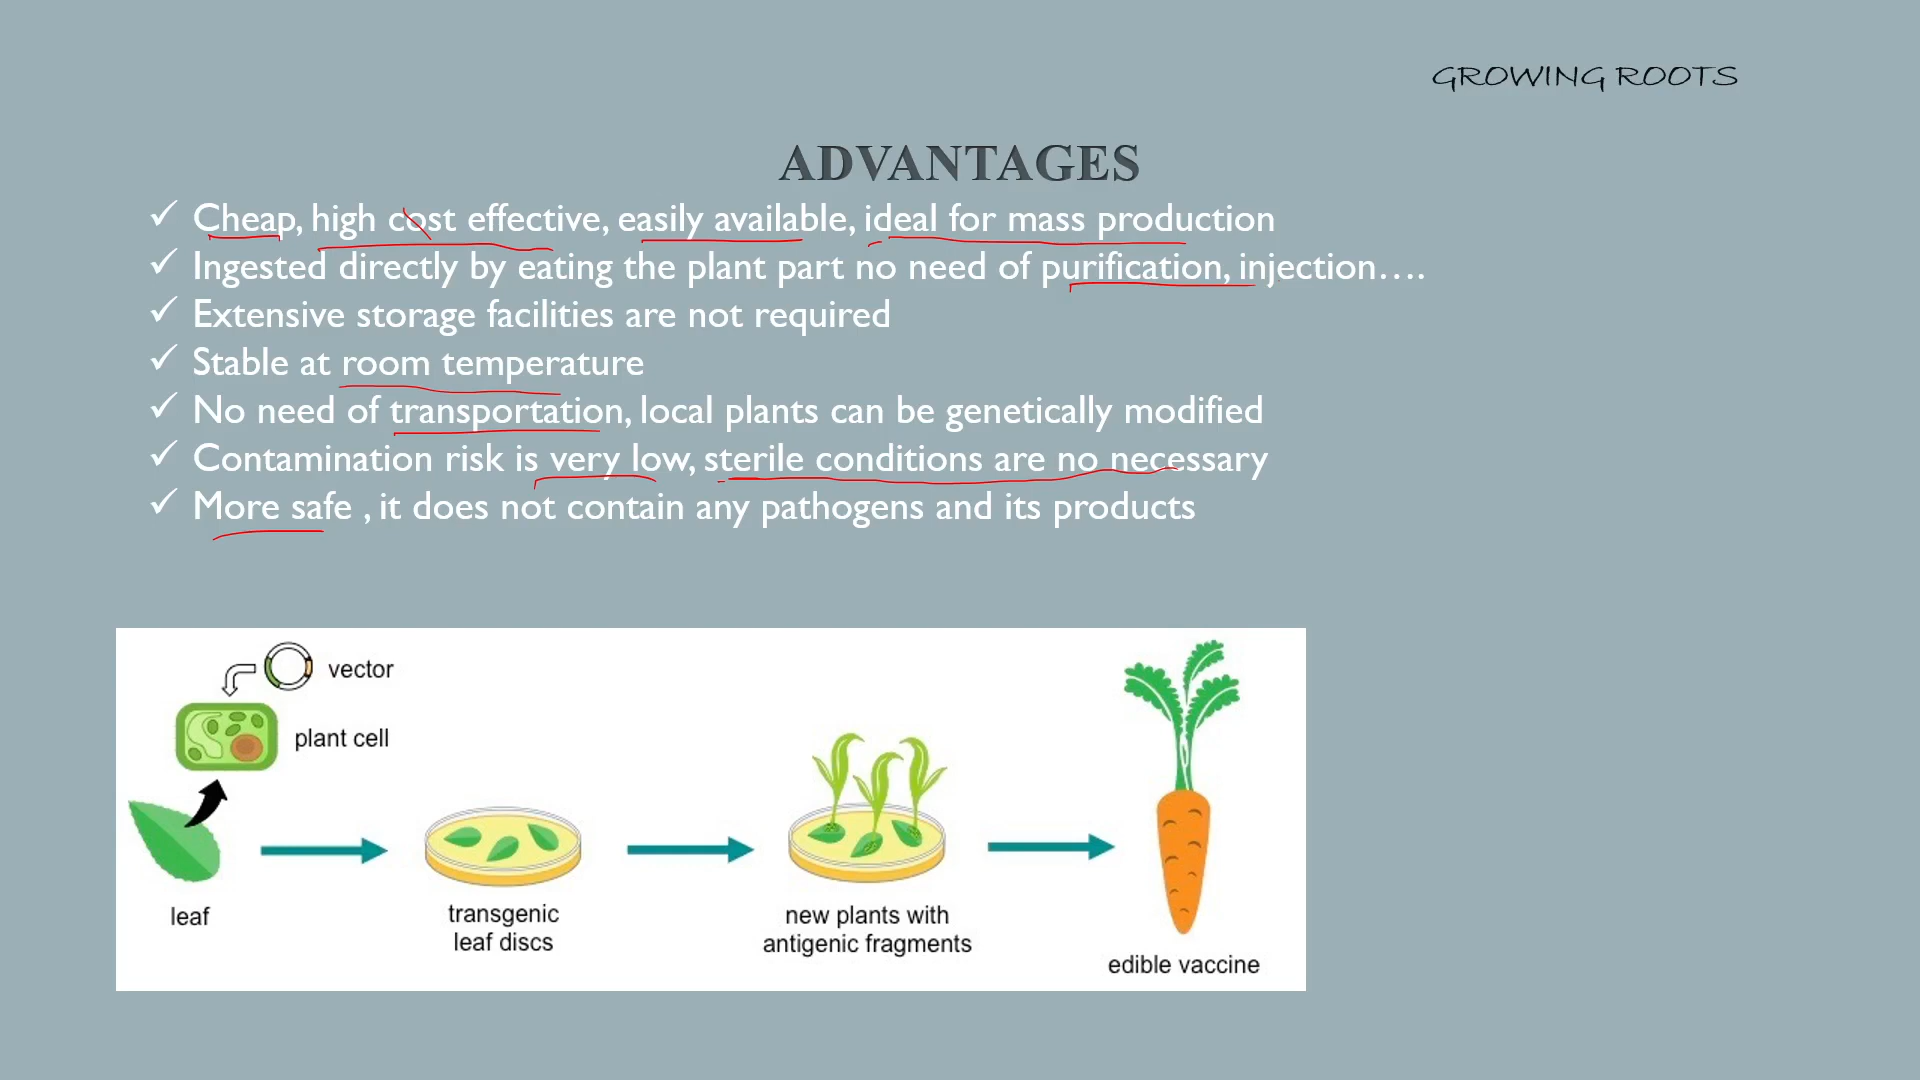 GROWING ROOTS
ADVANTAGES
✓ Cheap, high cost effective, easily available, ideal for mass production
✓ Ingested directly by eating the plant part no need of purification, injection….
✓ Extensive storage facilities are not required
✓ Stable at room temperature
✓ No need of transportation, local plants can be genetically modified
✓ Contamination risk is very low, sterile conditions are no necessary
✓ More safe , it does not contain any pathogens and its products
vector
plant cell
leaf
transgenic
leaf discs
new plants with
antigenic fragments
edible vaccine